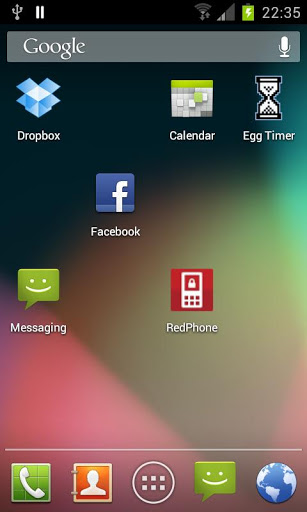 22:35
Google
Dropbox
Calendar
Egg Timer
Facebook
Messaging
RedPhone